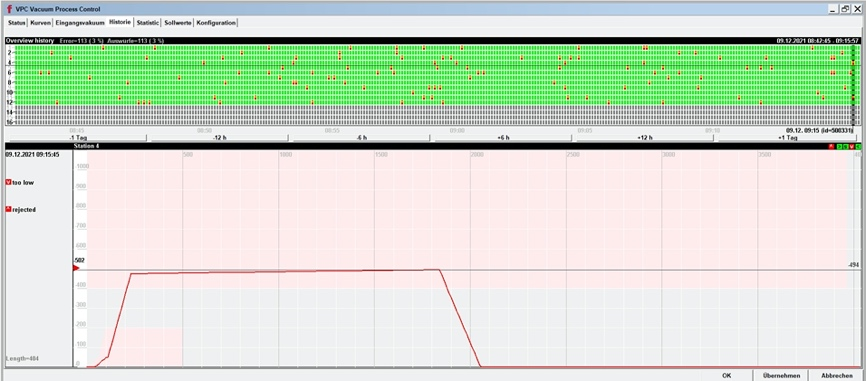 VPC Vacuum Process Control
Status Kurven Eingangsvakuum Historie Statistic Sollwerte Konfiguration
Overview history Error=113 ( 3 %) Auswürfe=113 ( 3 %) 09.12.2021 08:42:45 - 09:15:57
2
4
6
8
10
12
14
16
08:45 08:50 08:55 09:00 09:05 09:10 09.12. 09:15 (id=500331)
-1 Tag -12 h -6 h +6 h +12 h +1 Tag
Station 4
09.12.2021 09:15:45
500 1000 1500 2000 2500 3000 3500
-1000
-900
too low
-800
rejected
-700
-600
-502
-494
-400
-300
-200
-100
0
Length=404
OK Übernehmen Abbrechen